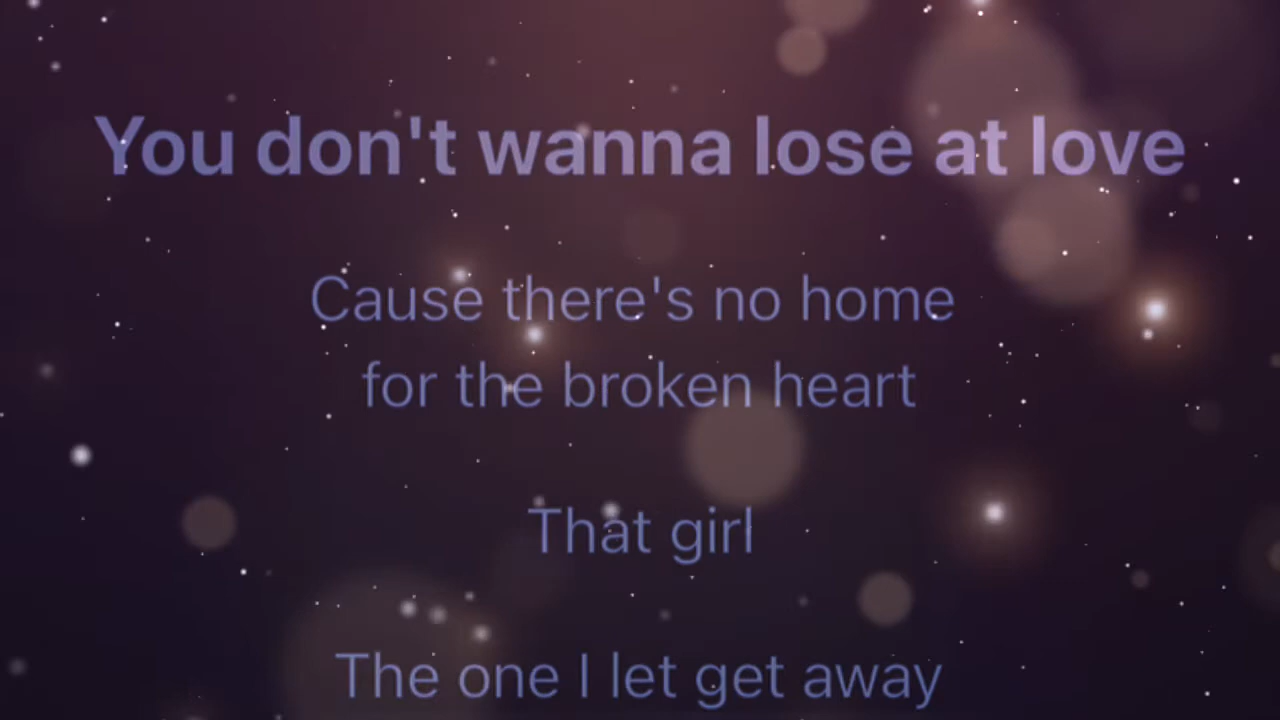 You don't wanna lose at love
Cause there's no home
for the broken heart
That girl
The one I let get away